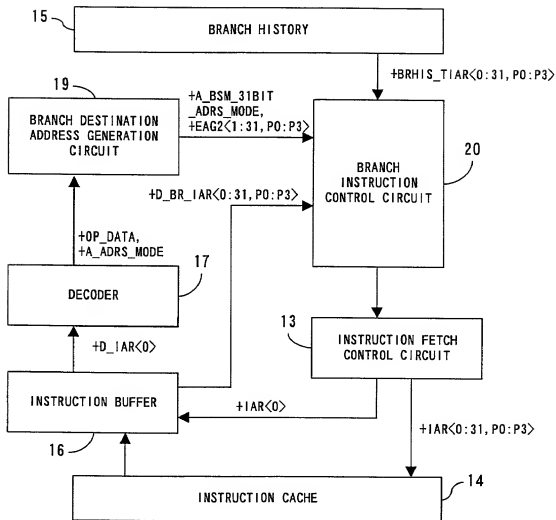 15
BRANCH HISTORY
+BRHIS_TIAR<0:31, P0:P3>
19
BRANCH DESTINATION
ADDRESS GENERATION
CIRCUIT
+A_BSM_31BIT
_ADRS_MODE,
+EAG2<1:31, P0:P3>
20
BRANCH
INSTRUCTION
CONTROL CIRCUIT
+D_BR_IAR<0:31, P0:P3>
+OP_DATA,
+A_ADRS_MODE
17
DECODER
13
INSTRUCTION FETCH
CONTROL CIRCUIT
+D_IAR<0>
INSTRUCTION BUFFER
+IAR<0>
16
+IAR<0:31, P0:P3>
14
INSTRUCTION CACHE